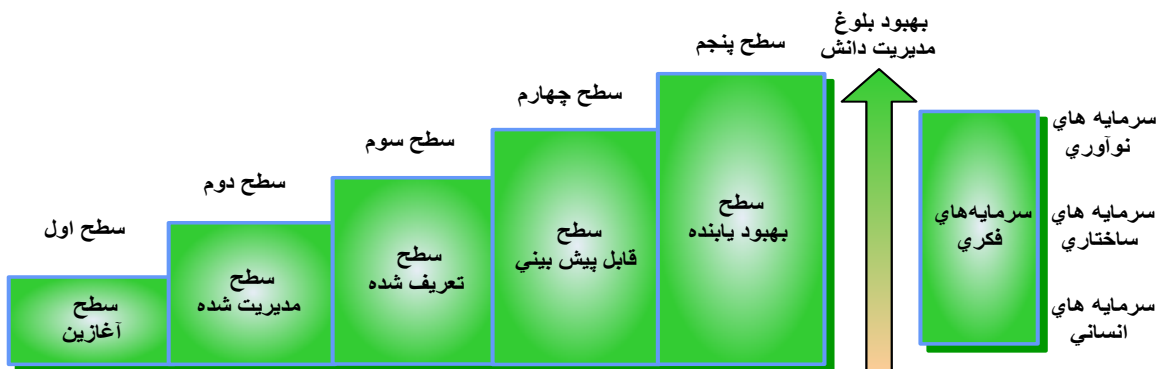 بهبود بلوغ
مديريت دانش
سطح پنجم
سطح چهارم
سطح سوم
سطح دوم
سطح اول
سرمايه هاي
نوآوري
سرمايه هاي
ساختاري
سرمايه هاي
انساني
سرمايه‌هاي
فكري
سطح
بهبود يابنده
سطح
قابل پيش بيني
سطح
تعريف شده
سطح
مديريت شده
سطح
آغازين